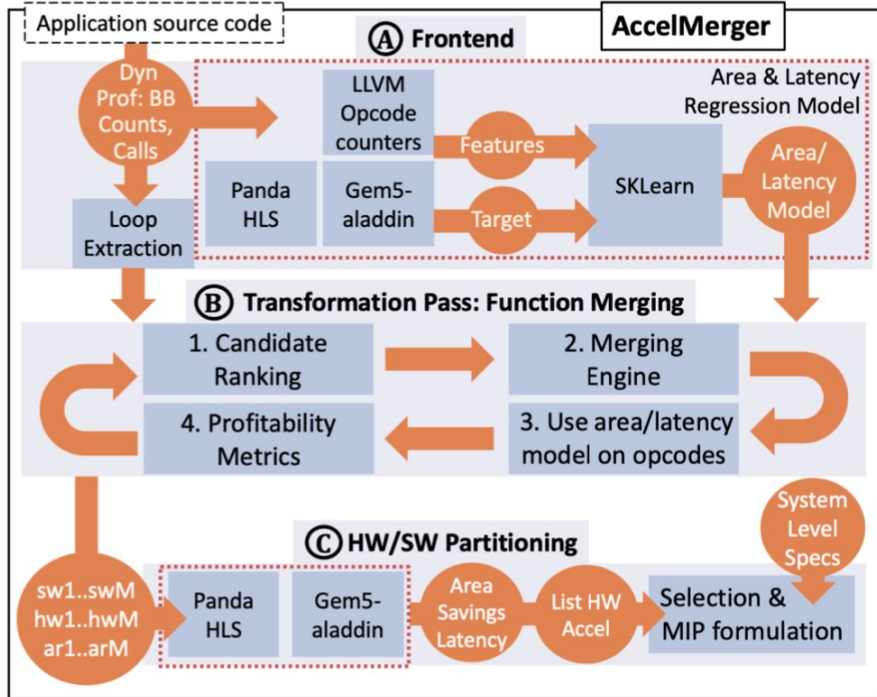 Application source code
AccelMerger
Ⓐ Frontend
Dyn
Prof: BB
Counts,
Calls
LLVM
Opcode
counters
Area & Latency
Regression Model
Features
Panda
HLS
Gem5-
aladdin
Target
SKLearn
Area/
Latency
Model
Loop
Extraction
Ⓑ Transformation Pass: Function Merging
1. Candidate
Ranking
2. Merging
Engine
4. Profitability
Metrics
3. Use area/latency
model on opcodes
System
Level
Specs
Ⓒ HW/SW Partitioning
sw1..swM
hw1..hwM
ar1..arM
Panda
HLS
Gem5-
aladdin
Area
Savings
Latency
List HW
Accel
Selection &
MIP formulation